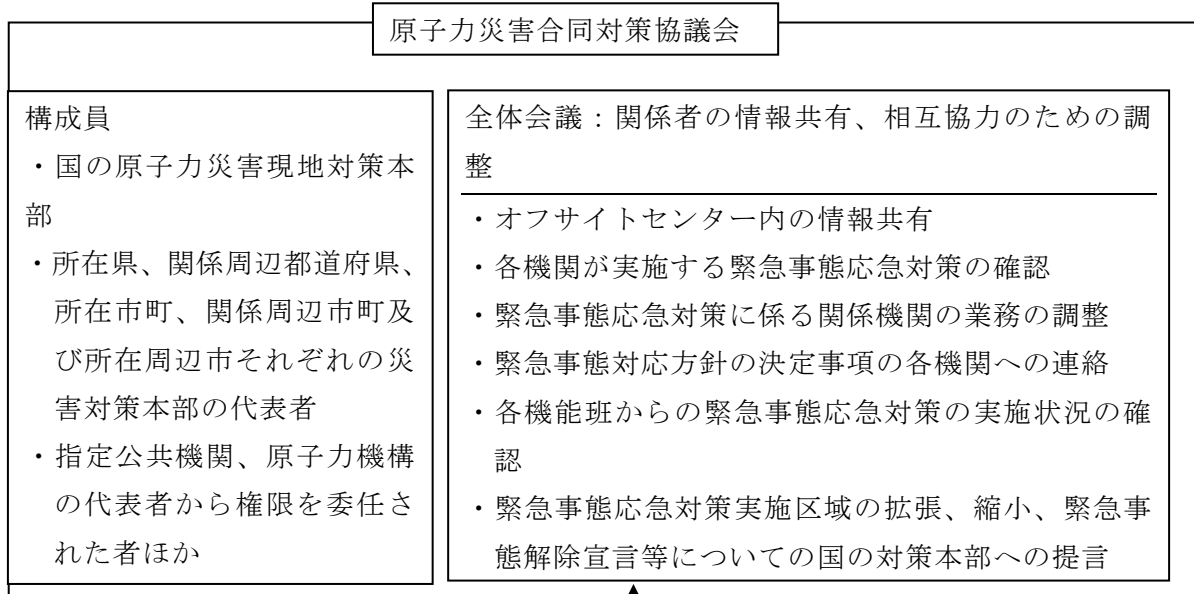 原子力災害合同対策協議会
構成員
・国の原子力災害現地対策本
部
・所在県、関係周辺都道府県、
所在市町、関係周辺市町及
び所在周辺市それぞれの災
害対策本部の代表者
・指定公共機関、原子力機構
の代表者から権限を委任さ
れた者ほか
全体会議：関係者の情報共有、相互協力のための調
整
・オフサイトセンター内の情報共有
・各機関が実施する緊急事態応急対策の確認
・緊急事態応急対策に係る関係機関の業務の調整
・緊急事態対応方針の決定事項の各機関への連絡
・各機能班からの緊急事態応急対策の実施状況の確
認
・緊急事態応急対策実施区域の拡張、縮小、緊急事
態解除宣言等についての国の対策本部への提言